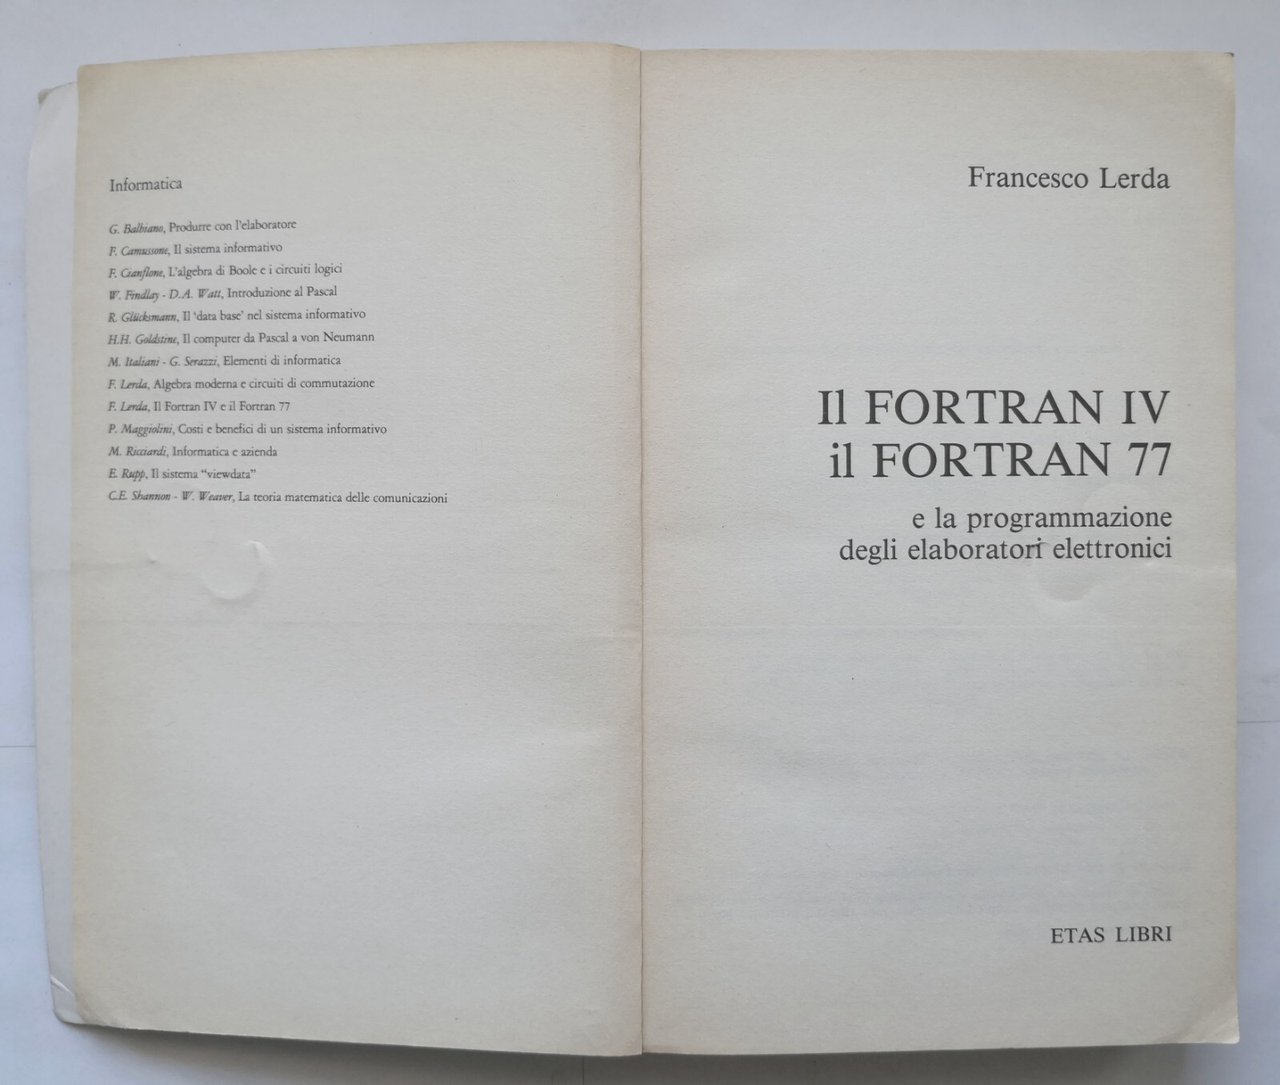 Informatica
G. Balbiano, Produrre con l'elaboratore
F. Camussone, Il sistema informativo
F. Cianflone, L'algebra di Boole e i circuiti logici
W. Findlay - D.A. Watt, Introduzione al Pascal
R. Glücksmann, Il 'data base' nel sistema informativo
H.H. Goldstine, Il computer da Pascal a von Neumann
M. Italiani - G. Serazzi, Elementi di informatica
F. Lerda, Algebra moderna e circuiti di commutazione
F. Lerda, Il Fortran IV e il Fortran 77
P. Maggiolini, Costi e benefici di un sistema informativo
M. Ricciardi, Informatica e azienda
E. Rupp, Il sistema "viewdata"
C.E. Shannon - W. Weaver, La teoria matematica delle comunicazioni
Francesco Lerda
Il FORTRAN IV
il FORTRAN 77
e la programmazione
degli elaboratori elettronici
ETAS LIBRI